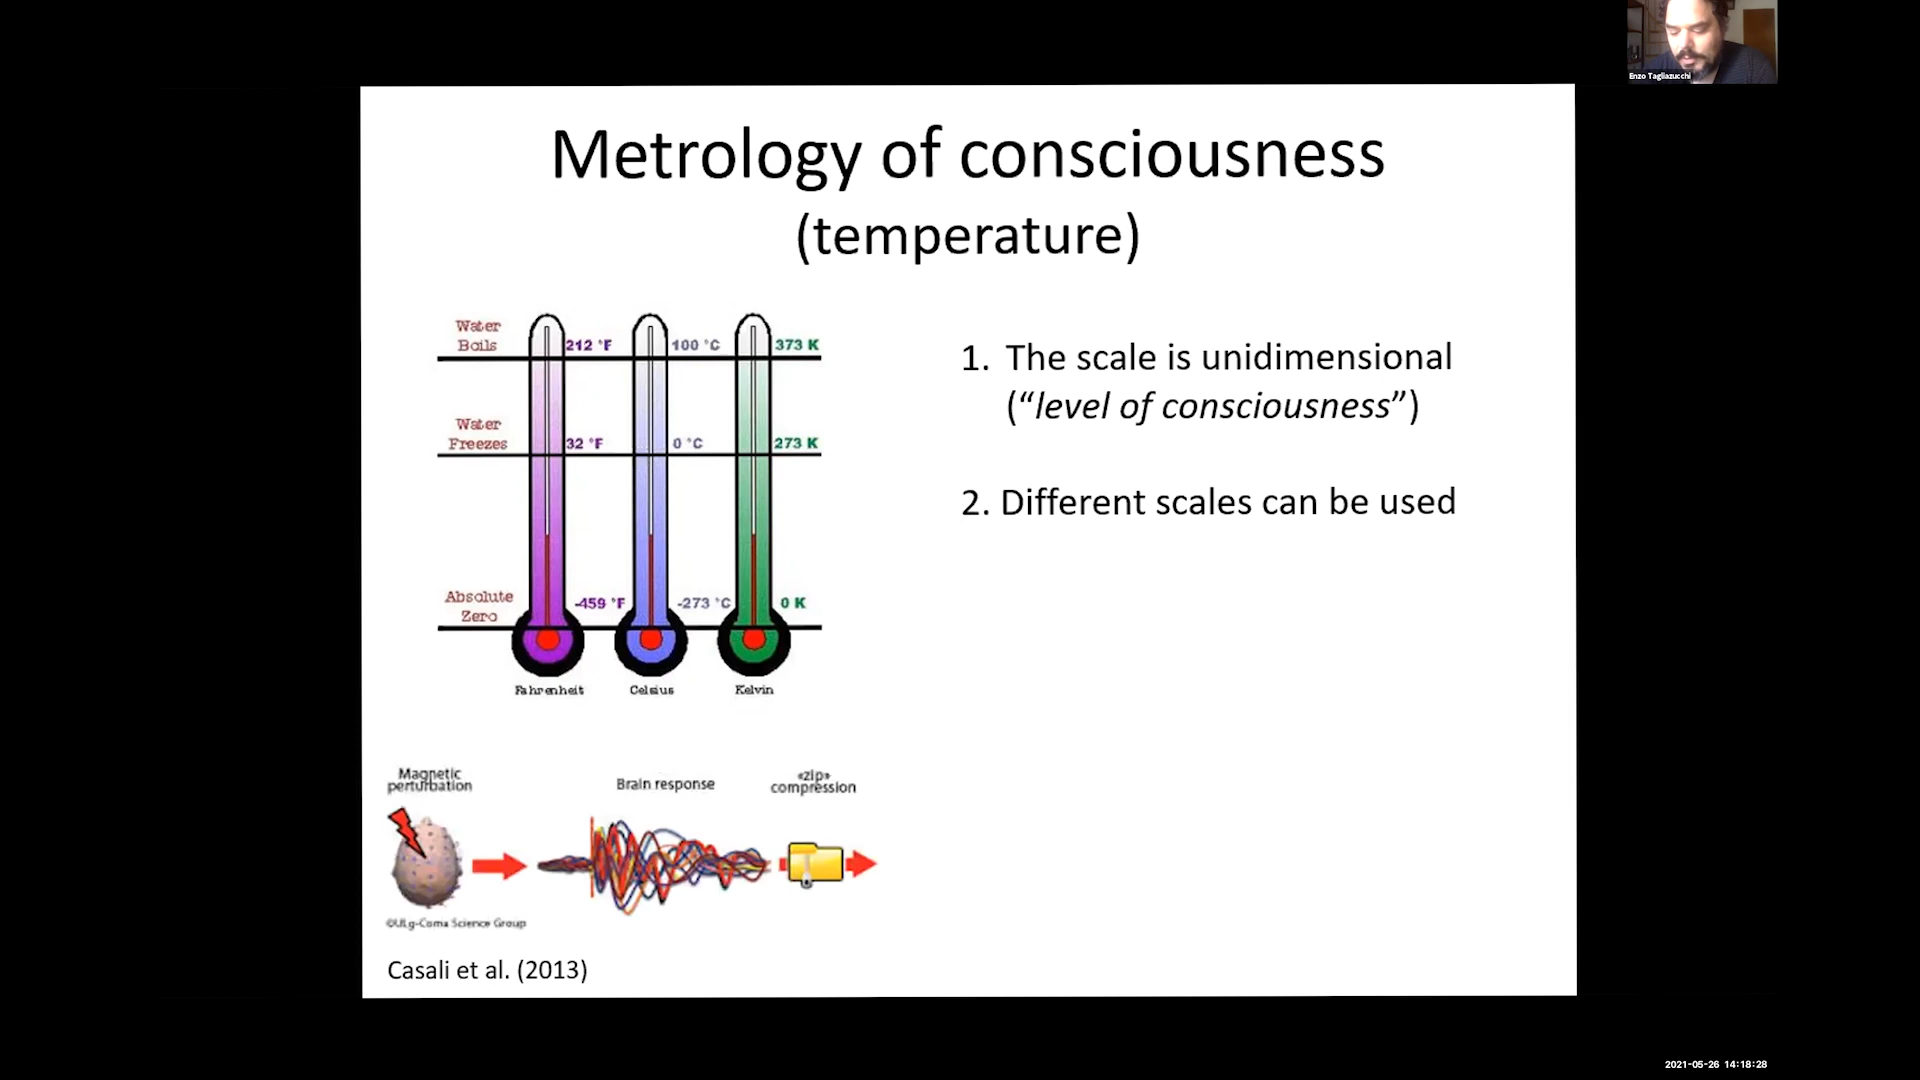 Enzo Tagliazucchi
Metrology of consciousness
(temperature)
Water
Boils
212 °F
100 °C
373 K
Water
Freezes
32 °F
0 °C
273 K
Absolute
Zero
-459 °F
-273 °C
0 K
Fahrenheit
Celsius
Kelvin
1. The scale is unidimensional
(“level of consciousness”)
2. Different scales can be used
Magnetic
perturbation
Brain response
«zip»
compression
©ULg-Coma Science Group
Casali et al. (2013)
2021-05-26 14:18:28